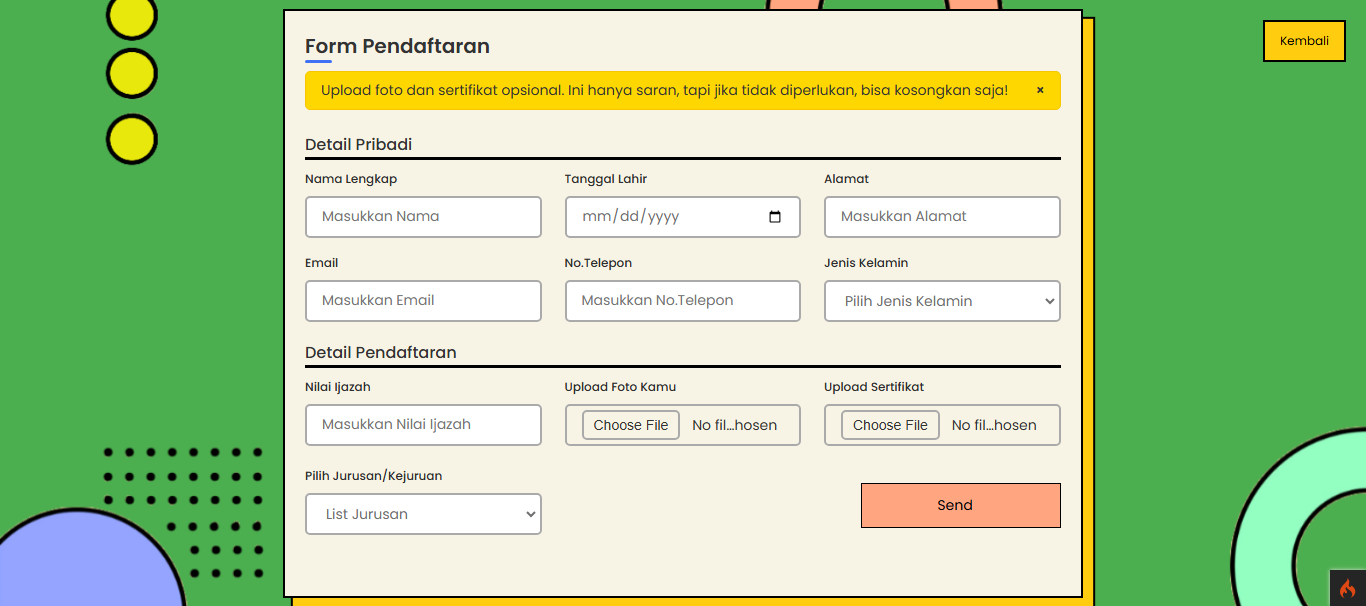 Kembali
Form Pendaftaran
Upload foto dan sertifikat opsional. Ini hanya saran, tapi jika tidak diperlukan, bisa kosongkan saja! ×
Detail Pribadi
Nama Lengkap Tanggal Lahir Alamat
Masukkan Nama mm/dd/yyyy Masukkan Alamat
Email No.Telepon Jenis Kelamin
Masukkan Email Masukkan No.Telepon Pilih Jenis Kelamin
Detail Pendaftaran
Nilai Ijazah Upload Foto Kamu Upload Sertifikat
Masukkan Nilai Ijazah Choose File No fil...hosen Choose File No fil...hosen
Pilih Jurusan/Kejuruan
List Jurusan Send